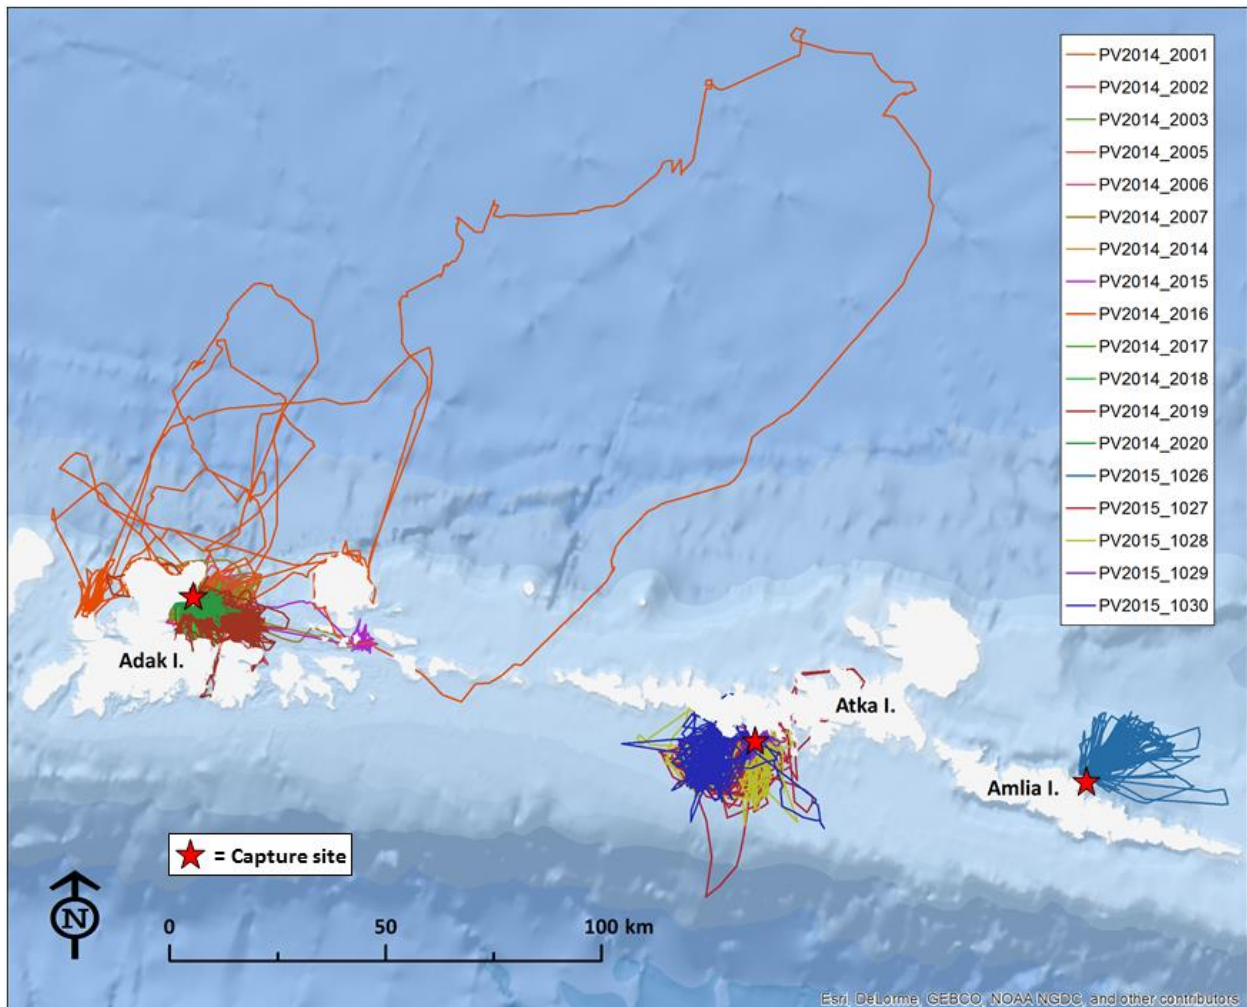 PV2014_2001
PV2014_2002
PV2014_2003
PV2014_2005
PV2014_2006
PV2014_2007
PV2014_2014
PV2014_2015
PV2014_2016
PV2014_2017
PV2014_2018
PV2014_2019
PV2014_2020
PV2015_1026
PV2015_1027
PV2015_1028
PV2015_1029
PV2015_1030
Adak I.
Atka I.
Amlia I.
= Capture site
N
0 50 100 km
Esri, DeLorme, GEBCO, NOAA NGDC, and other contributors